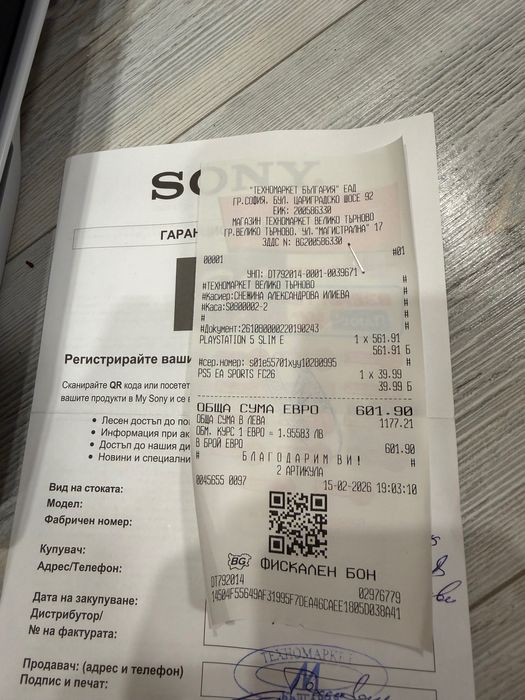 SONY
"ТЕХНОМАРКЕТ БЪЛГАРИЯ" ЕАД
ГР.СОФИЯ, БУЛ. ЦАРИГРАДСКО ШОСЕ 92
ЕИК: 200586330
МАГАЗИН ТЕХНОМАРКЕТ ВЕЛИКО ТЪРНОВО
ГР.ВЕЛИКО ТЪРНОВО, УЛ."МАГИСТРАЛНА" 17
ЗДДС N: BG200586330
00001 #01
УНП: DT792014-0001-0039671
#ТЕХНОМАРКЕТ ВЕЛИКО ТЪРНОВО #
#Касиер:СНЕЖИНА АЛЕКСАНДРОВА ИЛИЕВА #
#Каса:S0800002-2 #
# #
#Документ:261080000220190243 #
PLAYSTATION 5 SLIM E 1 x 561.91
561.91 Б
#сер.номер: s01e55701xyy10280995 #
PS5 EA SPORTS FC26 1 x 39.99
39.99 Б
ОБЩА СУМА ЕВРО 601.90
ОБЩА СУМА В ЛЕВА 1177.21
ОБМ. КУРС 1 ЕВРО = 1.95583 ЛВ
В БРОЙ ЕВРО 601.90
# БЛАГОДАРИМ ВИ! #
2 АРТИКУЛА
0045655 0097 15-02-2026 19:03:10
BG ФИСКАЛЕН БОН
DT792014 02976779
14504F55649AF31995F7DEA46CAEE1805D03BA41
ГАРАН
Регистрирайте ваши
Сканирайте QR кода или посетет
вашите продукти в My Sony и се в
• Лесен достъп до по
• Информация при ак
• Достъп до нашия ди
• Новини и специални
Вид на стоката:
Модел:
Фабричен номер:
Купувач:
Адрес/Телефон:
Дата на закупуване:
Дистрибутор/
№ на фактурата:
Продавач: (адрес и телефон)
Подпис и печат:
ТЕХНОМАРКЕТ